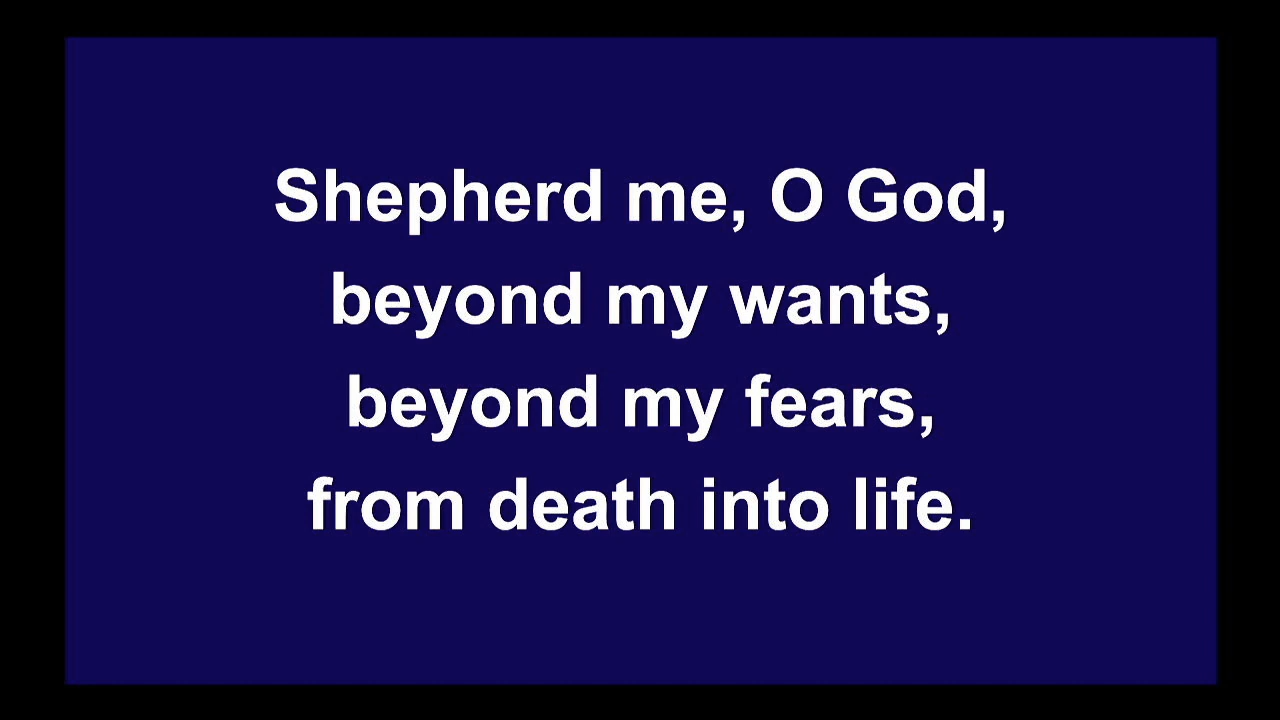 Shepherd me, O God,
beyond my wants,
beyond my fears,
from death into life.